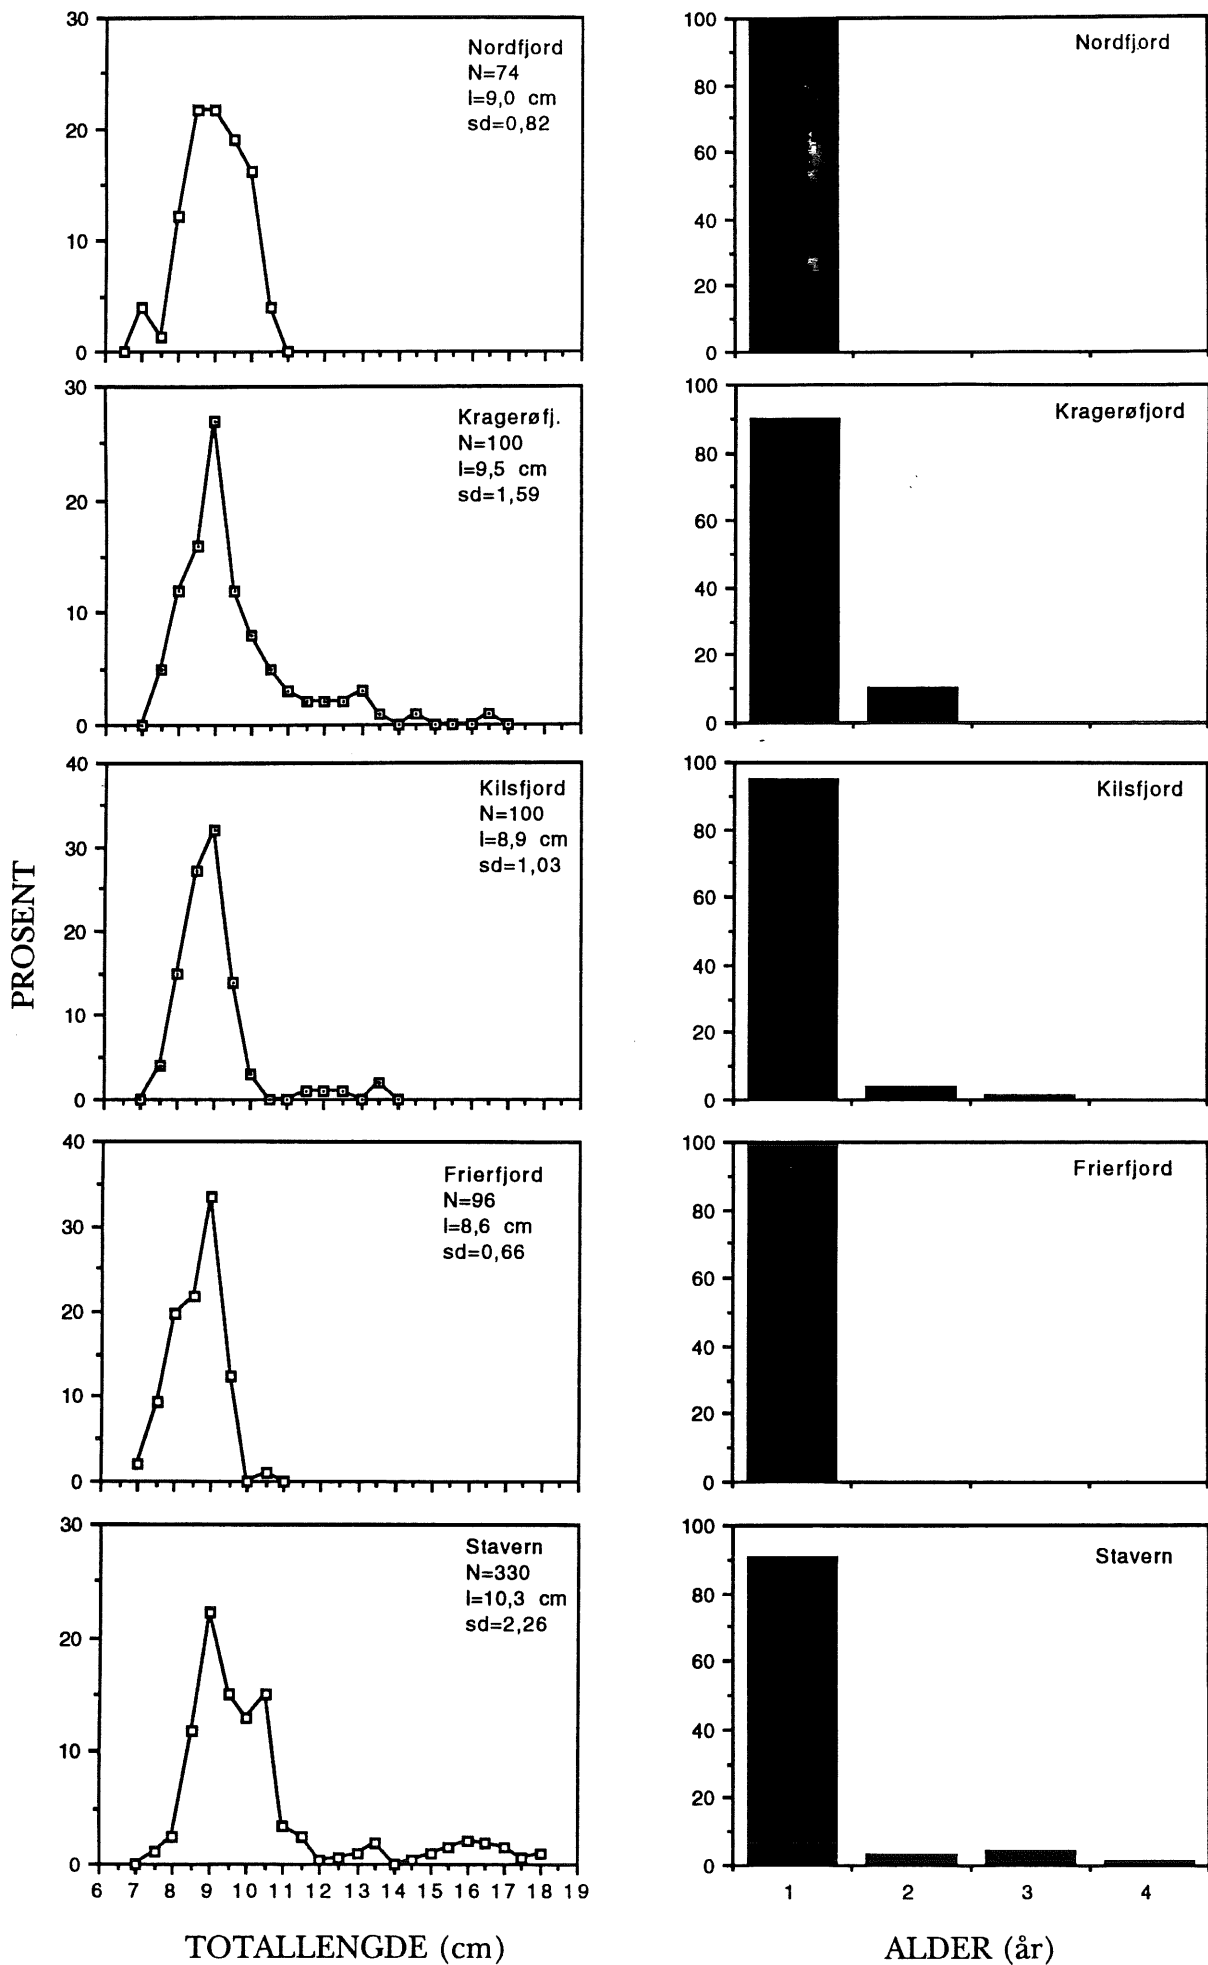 PROSENT
30
20
10
0
Nordfjord
N=74
l=9,0 cm
sd=0,82
100
80
60
40
20
0
Nordfjord
30
20
10
0
Kragerøfj.
N=100
l=9,5 cm
sd=1,59
100
80
60
40
20
0
Kragerøfjord
40
30
20
10
0
Kilsfjord
N=100
l=8,9 cm
sd=1,03
100
80
60
40
20
0
Kilsfjord
40
30
20
10
0
Frierfjord
N=96
l=8,6 cm
sd=0,66
100
80
60
40
20
0
Frierfjord
30
20
10
0
Stavern
N=330
l=10,3 cm
sd=2,26
6 7 8 9 10 11 12 13 14 15 16 17 18 19
TOTALLENGDE (cm)
100
80
60
40
20
0
Stavern
1 2 3 4
ALDER (år)